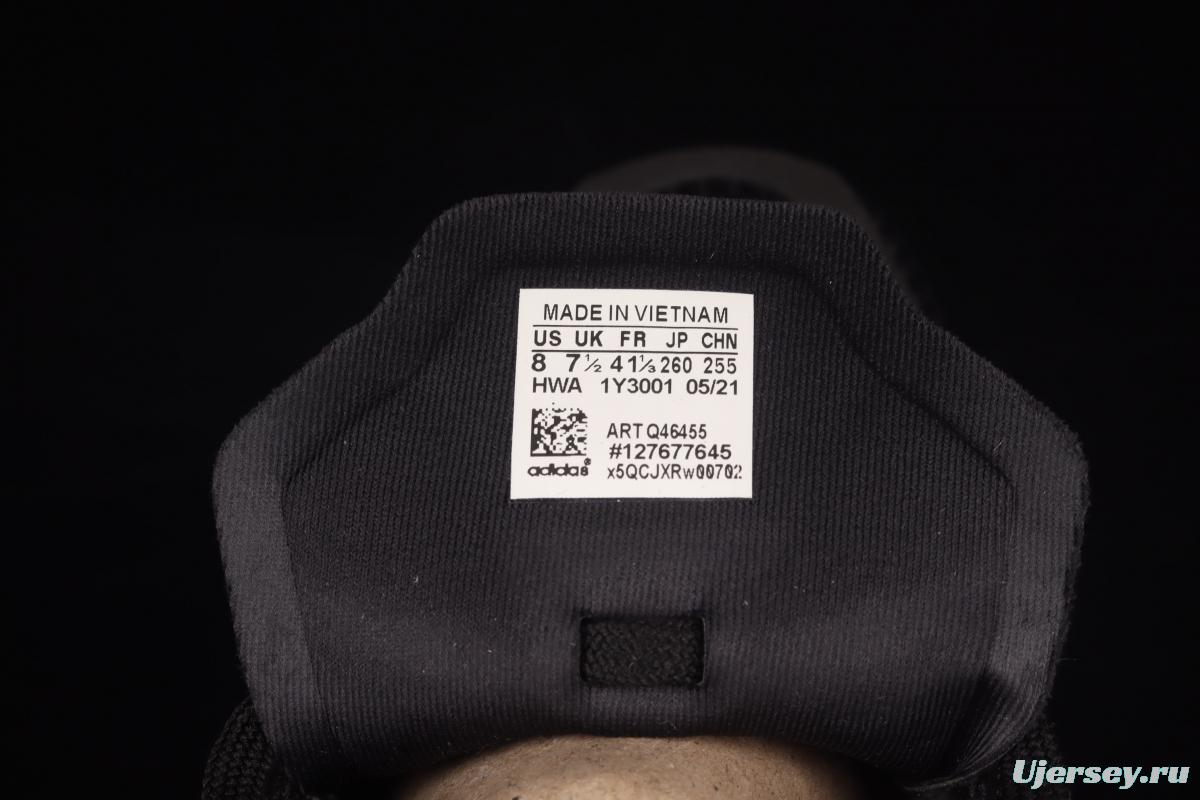 MADE IN VIETNAM
US UK FR JP CHN
8 7½ 41⅓ 260 255
HWA 1Y3001 05/21
ART Q46455
#127677645
adidas® x5QCJXRw00702
Ujersey.ru